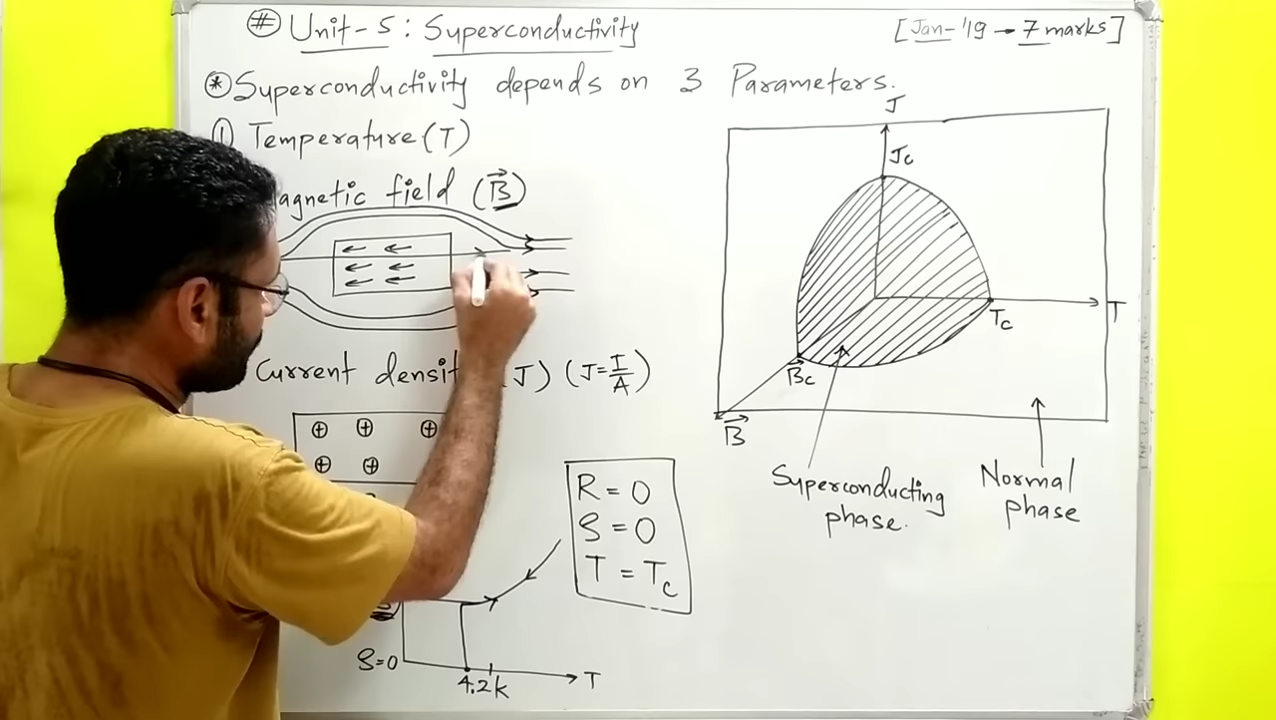 # Unit-5 : Superconductivity
[Jan-'19 → 7 marks]
* Superconductivity depends on 3 Parameters.
① Temperature (T)
agnetic field (B⃗)
Current densit (J) (J = I/A)
⊕ ⊕ ⊕
⊕ ⊕
R = 0
ρ = 0
T = Tc
ρ=0
4.2k
T
J
Jc
T
Tc
B⃗c
B⃗
Superconducting
phase.
Normal
phase